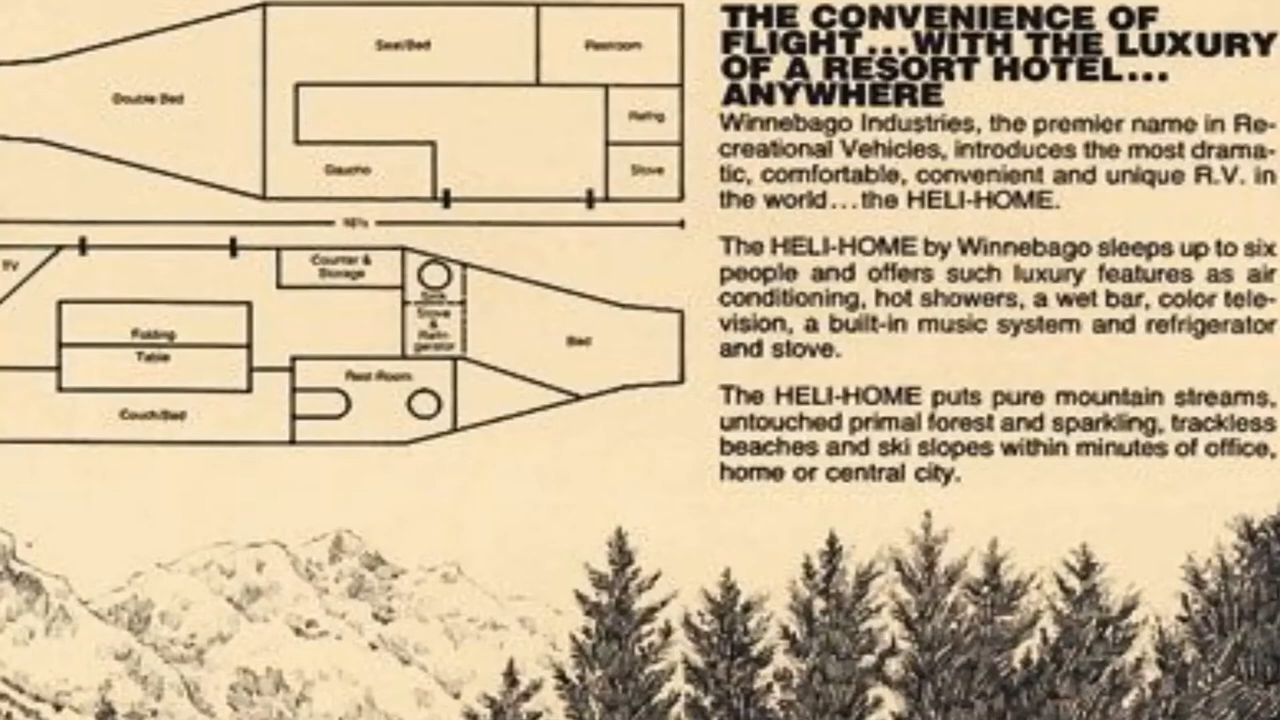 Double Bed
Seat/Bed
Restroom
Refrig
Gaucho
Stove
TV
Counter &
Storage
Sink
Stove
&
Refri-
gerator
Bed
Folding
Table
Rest Room
Couch/Bed
THE CONVENIENCE OF
FLIGHT...WITH THE LUXURY
OF A RESORT HOTEL...
ANYWHERE
Winnebago Industries, the premier name in Re-
creational Vehicles, introduces the most drama-
tic, comfortable, convenient and unique R.V. in
the world...the HELI-HOME.
The HELI-HOME by Winnebago sleeps up to six
people and offers such luxury features as air
conditioning, hot showers, a wet bar, color tele-
vision, a built-in music system and refrigerator
and stove.
The HELI-HOME puts pure mountain streams,
untouched primal forest and sparkling, trackless
beaches and ski slopes within minutes of office,
home or central city.